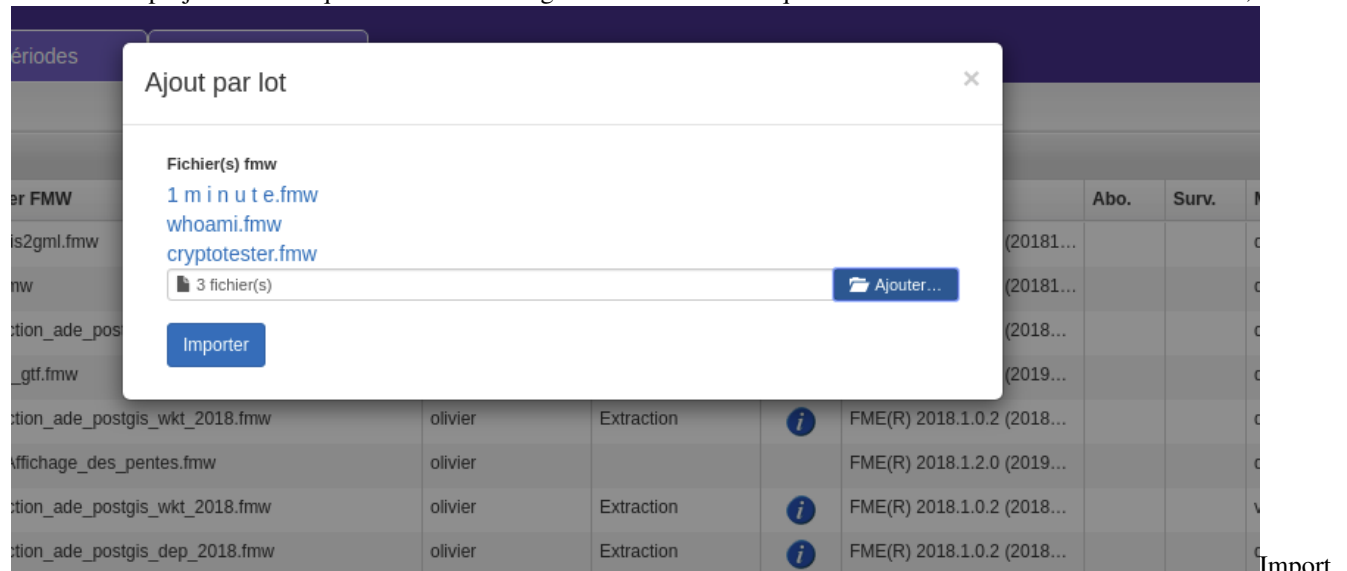 ériodes
Ajout par lot ×
Fichier(s) fmw
1 m i n u t e.fmw
whoami.fmw
cryptotester.fmw
3 fichier(s) Ajouter…
Importer
er FMW Abo. Surv.
is2gml.fmw (20181...
mw (20181...
ction_ade_pos (2018...
_gtf.fmw (2019...
ction_ade_postgis_wkt_2018.fmw olivier Extraction i FME(R) 2018.1.0.2 (2018...
Affichage_des_pentes.fmw olivier FME(R) 2018.1.2.0 (2019...
ction_ade_postgis_wkt_2018.fmw olivier Extraction i FME(R) 2018.1.0.2 (2018...
ction_ade_postgis_dep_2018.fmw olivier Extraction i FME(R) 2018.1.0.2 (2018...
Import